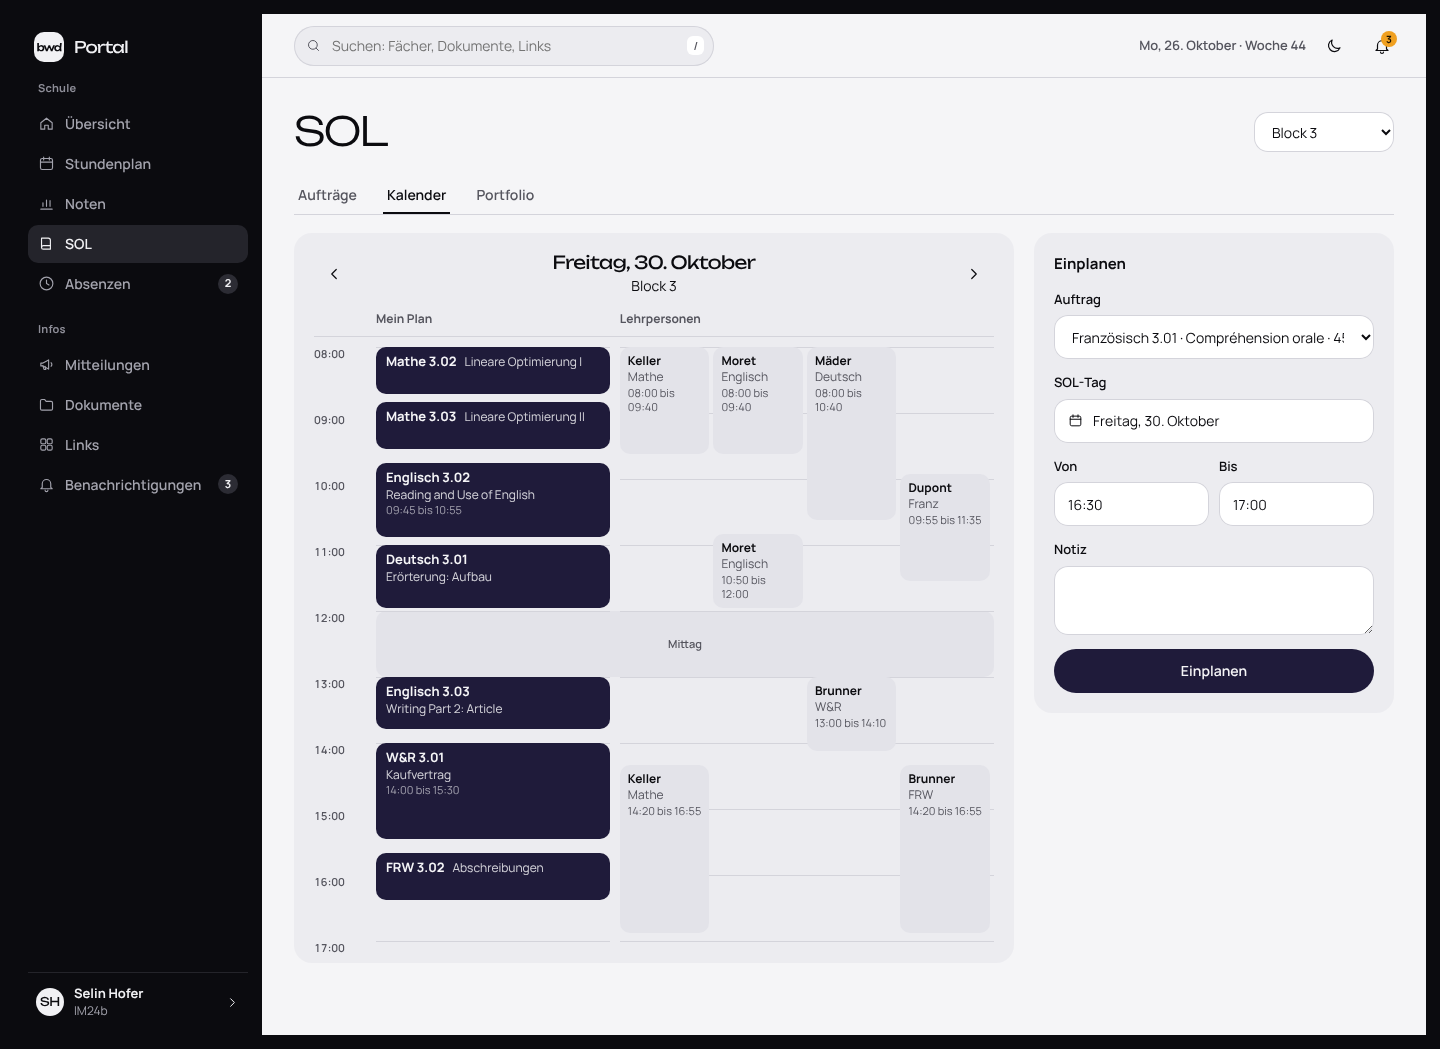 bwd Portal
Schule
Übersicht
Stundenplan
Noten
SOL
Absenzen 2
Infos
Mitteilungen
Dokumente
Links
Benachrichtigungen 3
SH Selin Hofer
IM24b
Suchen: Fächer, Dokumente, Links /
Mo, 26. Oktober · Woche 44
3
SOL
Block 3
Aufträge Kalender Portfolio
Freitag, 30. Oktober
Block 3
Mein Plan Lehrpersonen
08:00
09:00
10:00
11:00
12:00
13:00
14:00
15:00
16:00
17:00
Mathe 3.02 Lineare Optimierung I
Mathe 3.03 Lineare Optimierung II
Englisch 3.02
Reading and Use of English
09:45 bis 10:55
Deutsch 3.01
Erörterung: Aufbau
Mittag
Englisch 3.03
Writing Part 2: Article
W&R 3.01
Kaufvertrag
14:00 bis 15:30
FRW 3.02 Abschreibungen
Keller
Mathe
08:00 bis
09:40
Moret
Englisch
08:00 bis
09:40
Mäder
Deutsch
08:00 bis
10:40
Dupont
Franz
09:55 bis 11:35
Moret
Englisch
10:50 bis
12:00
Brunner
W&R
13:00 bis 14:10
Keller
Mathe
14:20 bis 16:55
Brunner
FRW
14:20 bis 16:55
Einplanen
Auftrag
Französisch 3.01 · Compréhension orale ·
SOL-Tag
Freitag, 30. Oktober
Von Bis
16:30 17:00
Notiz
Einplanen